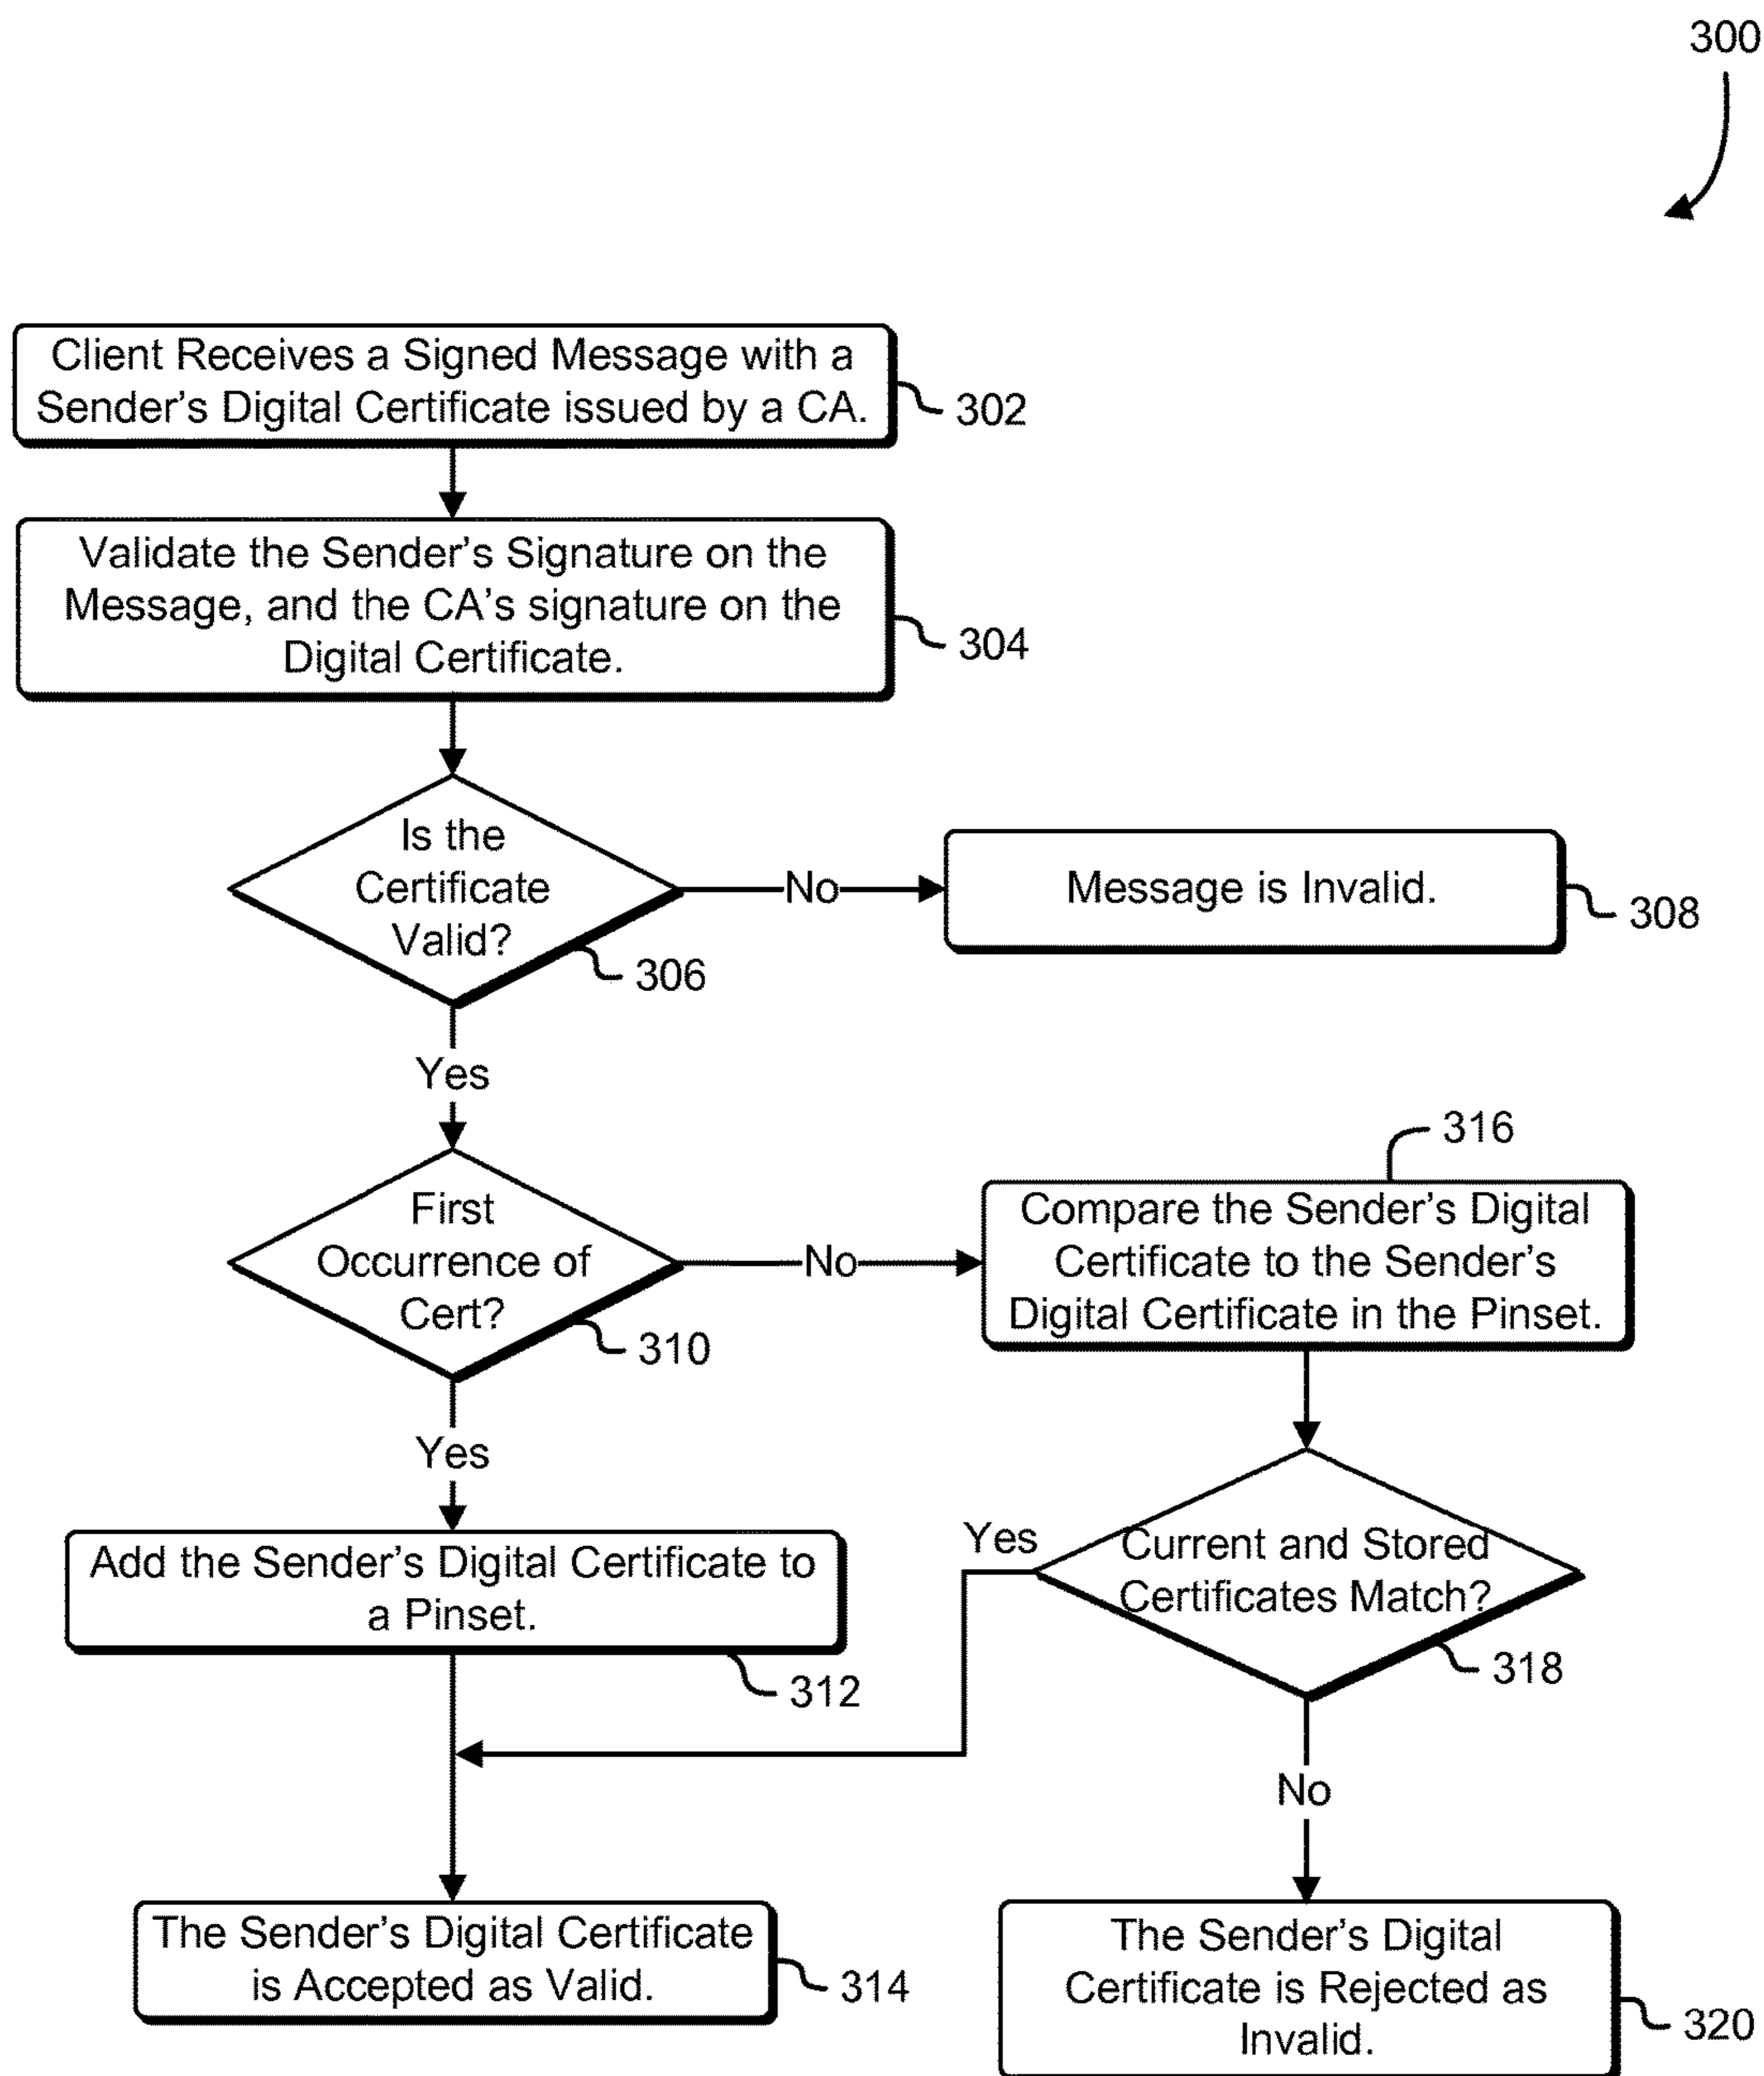 300
Client Receives a Signed Message with a
Sender's Digital Certificate issued by a CA.
302
Validate the Sender's Signature on the
Message, and the CA's signature on the
Digital Certificate.
304
Is the
Certificate
Valid?
306
No
Message is Invalid.
308
Yes
First
Occurrence of
Cert?
310
No
316
Compare the Sender's Digital
Certificate to the Sender's
Digital Certificate in the Pinset.
Yes
Add the Sender's Digital Certificate to
a Pinset.
312
Yes
Current and Stored
Certificates Match?
318
No
The Sender's Digital Certificate
is Accepted as Valid.
314
The Sender's Digital
Certificate is Rejected as
Invalid.
320